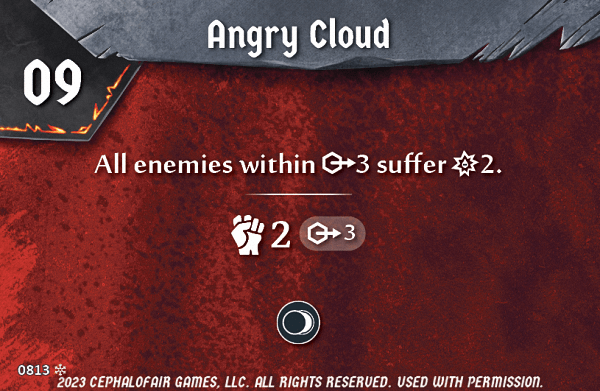 Angry Cloud
09
All enemies within 3 suffer 2.
2 3
0813
2023 CEPHALOFAIR GAMES, LLC. ALL RIGHTS RESERVED. USED WITH PERMISSION.